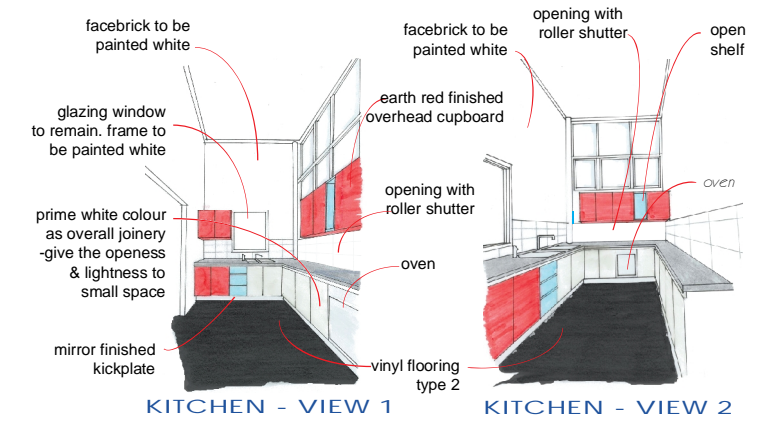 facebrick to be
painted white
glazing window
to remain. frame to
be painted white
prime white colour
as overall joinery
-give the openess
& lightness to
small space
mirror finished
kickplate
earth red finished
overhead cupboard
opening with
roller shutter
oven
vinyl flooring
type 2
KITCHEN - VIEW 1
facebrick to be
painted white
opening with
roller shutter
open
shelf
oven
KITCHEN - VIEW 2